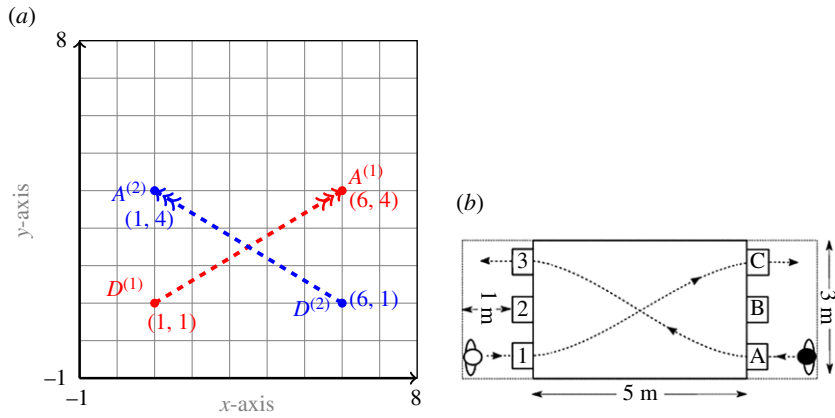 (a)
8
A^(2)
(1, 4)
A^(1)
(6, 4)
y-axis
D^(1)
(1, 1)
D^(2)
(6, 1)
−1
−1
x-axis
8
(b)
3
C
1 m
2
B
3 m
1
A
5 m